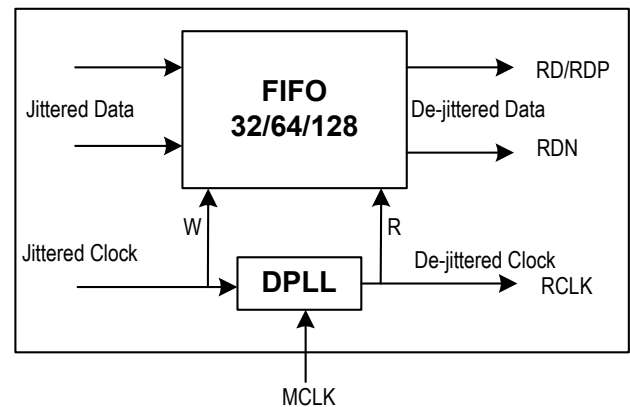 RD/RDP
FIFO
32/64/128
Jittered Data
De-jittered Data
RDN
W
R
Jittered Clock
De-jittered Clock
DPLL
RCLK
MCLK